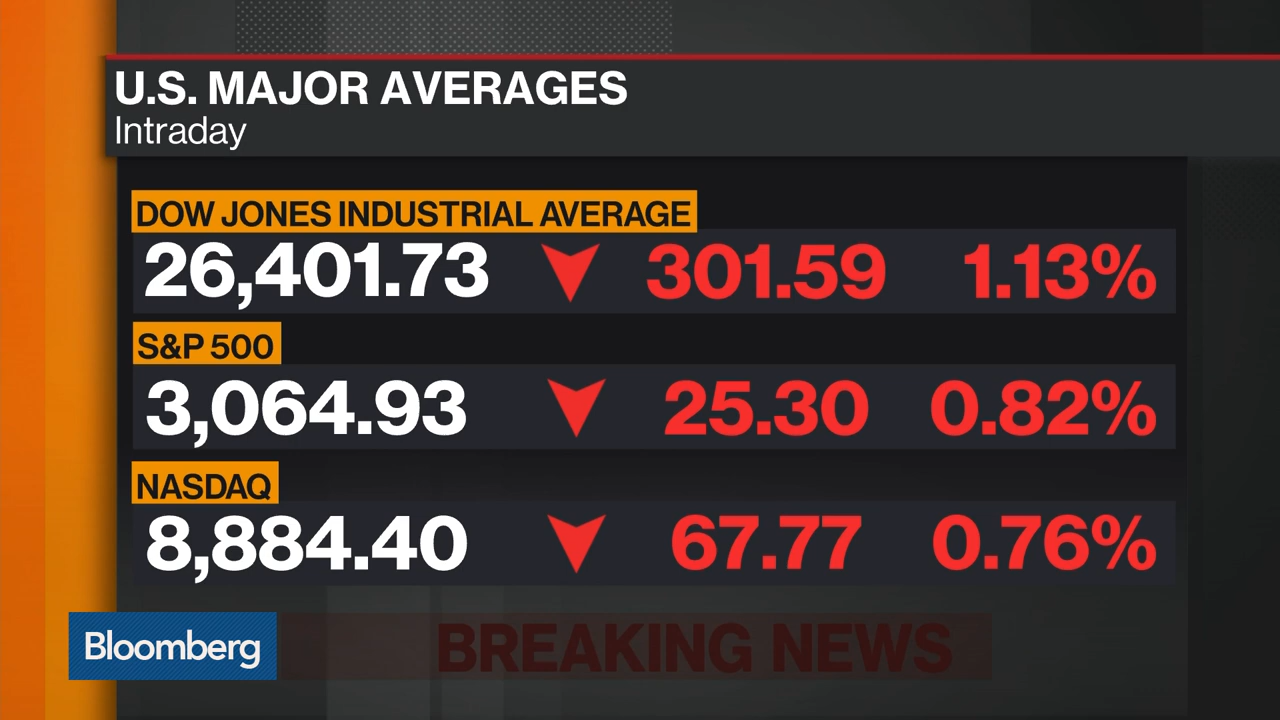 U.S. MAJOR AVERAGES
Intraday
DOW JONES INDUSTRIAL AVERAGE
26,401.73 301.59 1.13%
S&P 500
3,064.93 25.30 0.82%
NASDAQ
8,884.40 67.77 0.76%
Bloomberg BREAKING NEWS